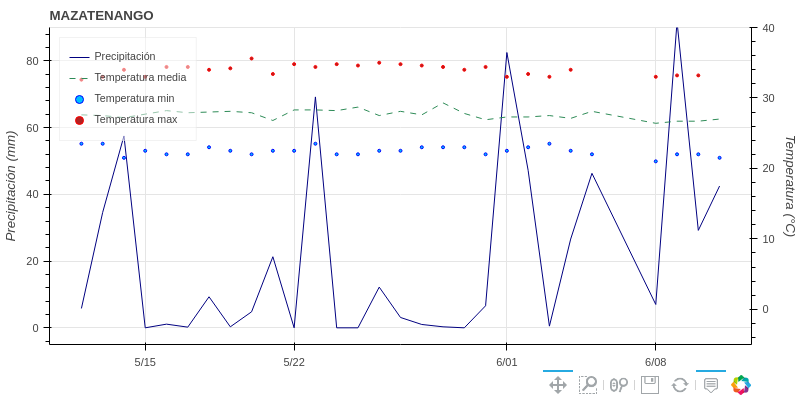 MAZATENANGO
Precipitación
Temperatura media
Temperatura min
Temperatura max
Precipitación (mm)
80
60
40
20
0
40
30
20
10
0
Temperatura (°C)
5/15
5/22
6/01
6/08